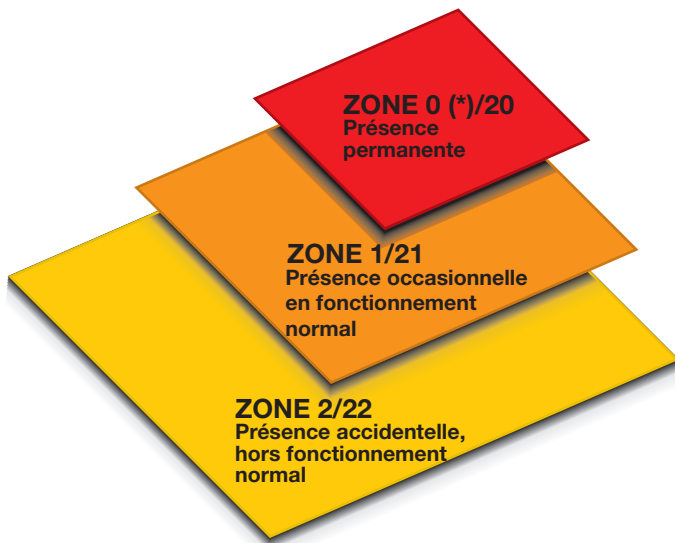 ZONE 0 (*)/20
Présence
permanente
ZONE 1/21
Présence occasionnelle
en fonctionnement
normal
ZONE 2/22
Présence accidentelle,
hors fonctionnement
normal